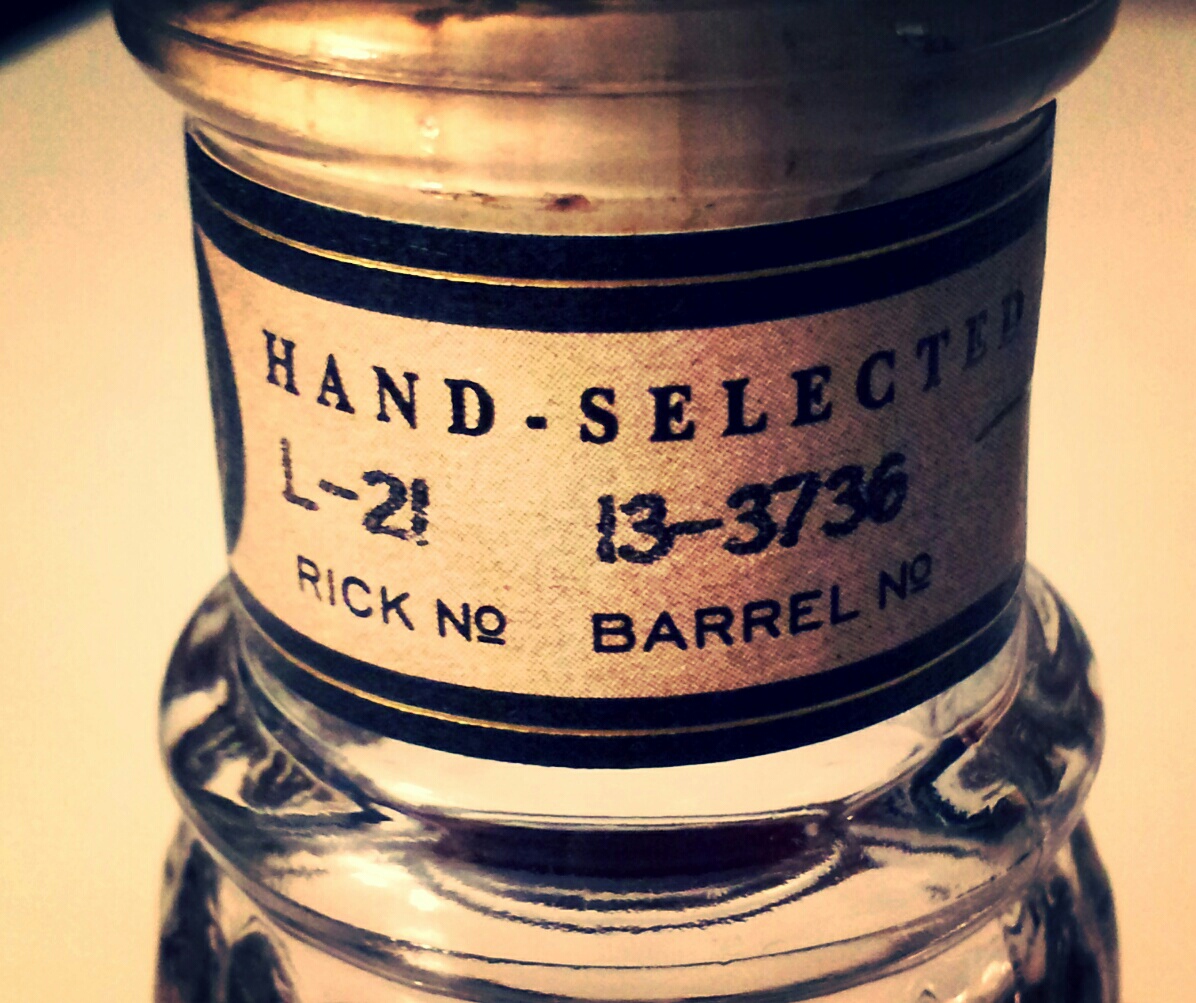 HAND-SELECTED
L-21 13-3736
RICK Nº BARREL Nº